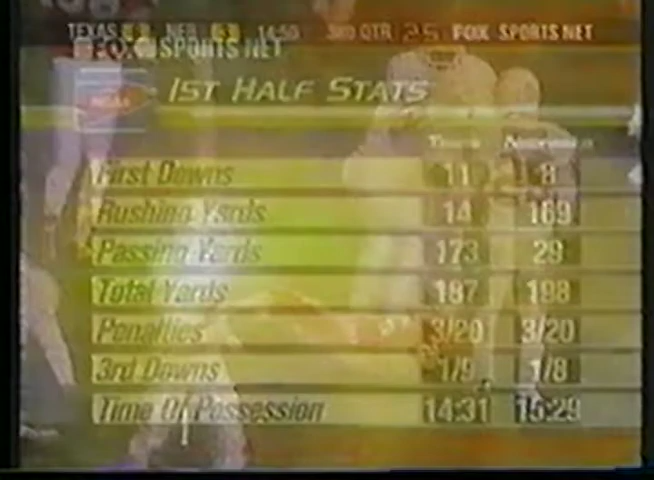 TEXAS NEB 14:50 3RD QTR 25 FOX SPORTS NET
FOX SPORTS NET
NCAA
1ST HALF STATS
Texas Nebraska
First Downs 11 8
Rushing Yards 14 169
Passing Yards 173 29
Total Yards 187 198
Penalties 3/20 3/20
3rd Downs 1/9 1/8
Time Of Possession 14:31 15:29